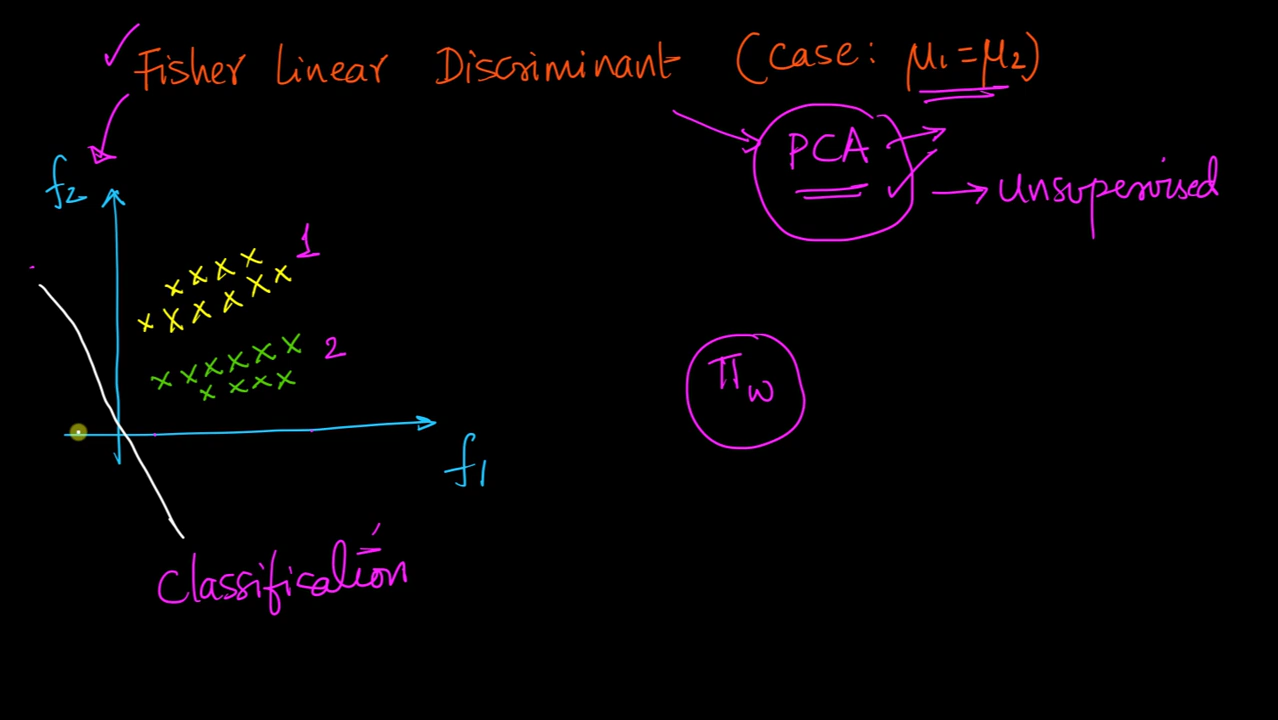 Fisher Linear Discriminant (Case: μ1=μ2)
PCA
→ Unsupervised
f2
1
2
πw
f1
Classification